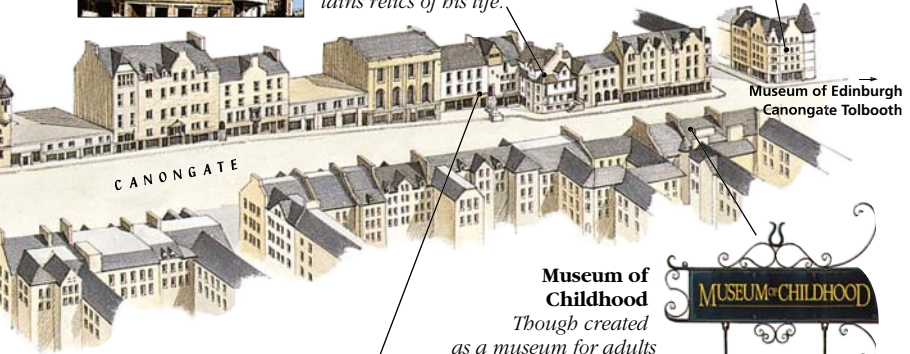 tains relics of his life.
Museum of Edinburgh
Canongate Tolbooth
CANONGATE
Museum of
Childhood
Though created
as a museum for adults
MUSEUM OF CHILDHOOD